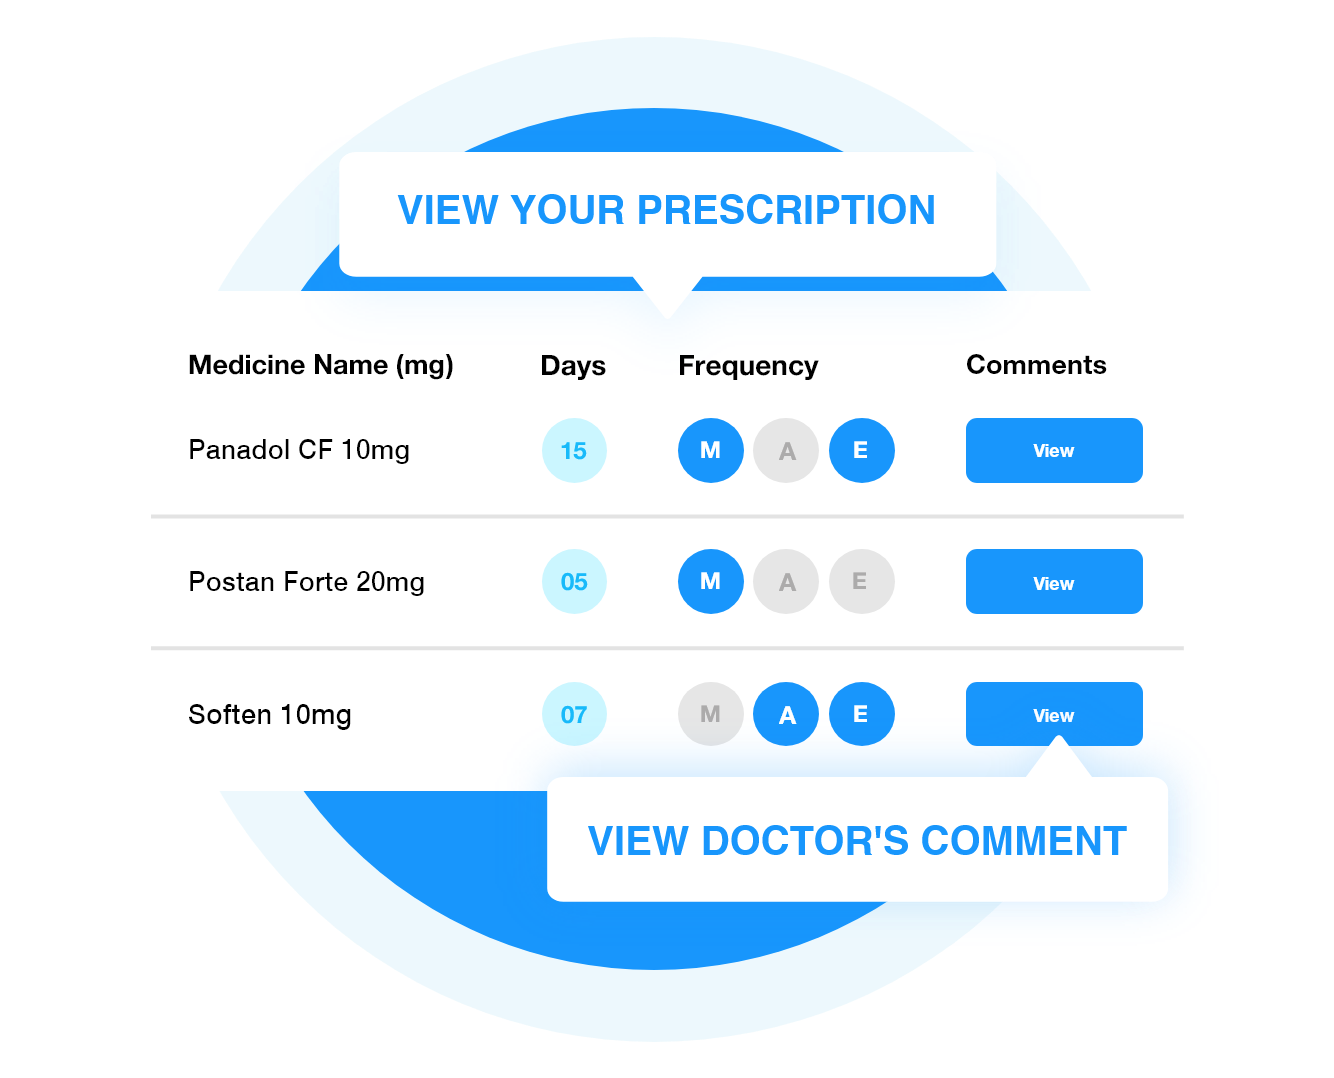 VIEW YOUR PRESCRIPTION
Medicine Name (mg) Days Frequency Comments
Panadol CF 10mg 15 M A E View
Postan Forte 20mg 05 M A E View
Soften 10mg 07 M A E View
VIEW DOCTOR'S COMMENT